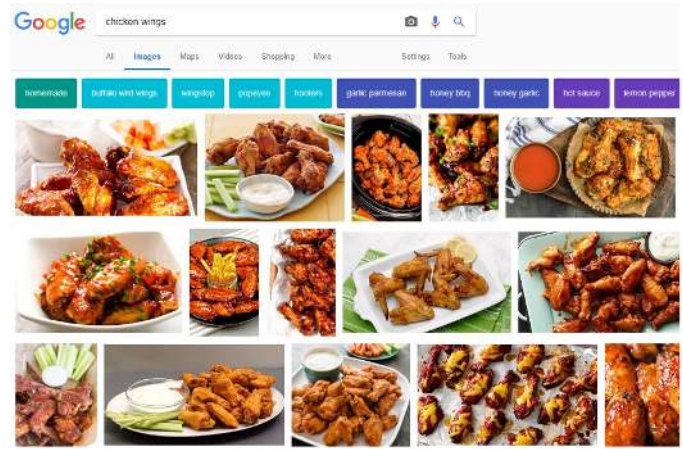 Google chicken wings
All Images Maps Videos Shopping More Settings Tools
homemade buffalo wild wings wingstop popeyes hooters garlic parmesan honey bbq honey garlic hot sauce lemon pepper